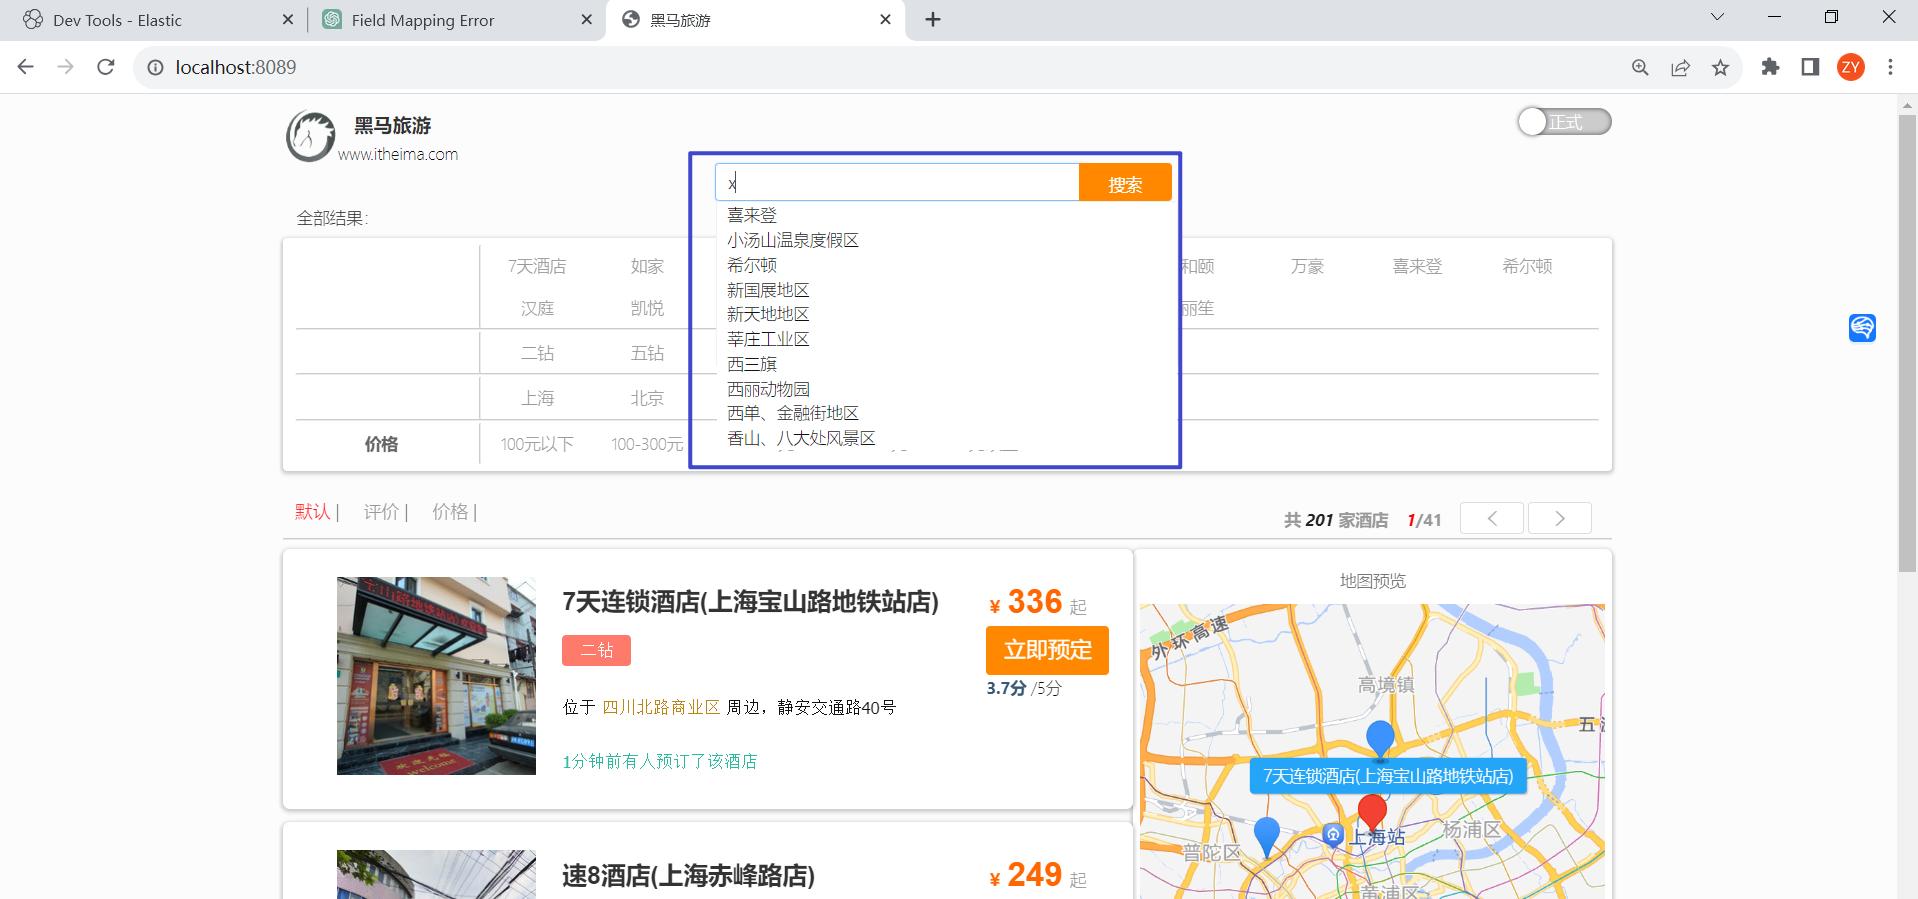 Dev Tools - Elastic
Field Mapping Error
黑马旅游
localhost:8089
ZY
黑马旅游
www.itheima.com
正式
x
搜索
喜来登
小汤山温泉度假区
希尔顿
新国展地区
新天地地区
莘庄工业区
西三旗
西丽动物园
西单、金融街地区
香山、八大处风景区
全部结果:
7天酒店 如家 和颐 万豪 喜来登 希尔顿
汉庭 凯悦 丽笙
二钻 五钻
上海 北京
价格 100元以下 100-300元
默认 | 评价 | 价格 |
共 201 家酒店 1/41
7天连锁酒店(上海宝山路地铁站店)
¥ 336 起
二钻
立即预定
3.7分 /5分
位于 四川北路商业区 周边，静安交通路40号
1分钟前有人预订了该酒店
地图预览
外环高速
高境镇
五
7天连锁酒店(上海宝山路地铁站店)
上海站
杨浦区
普陀区
黄浦区
welcome
速8酒店(上海赤峰路店)
¥ 249 起